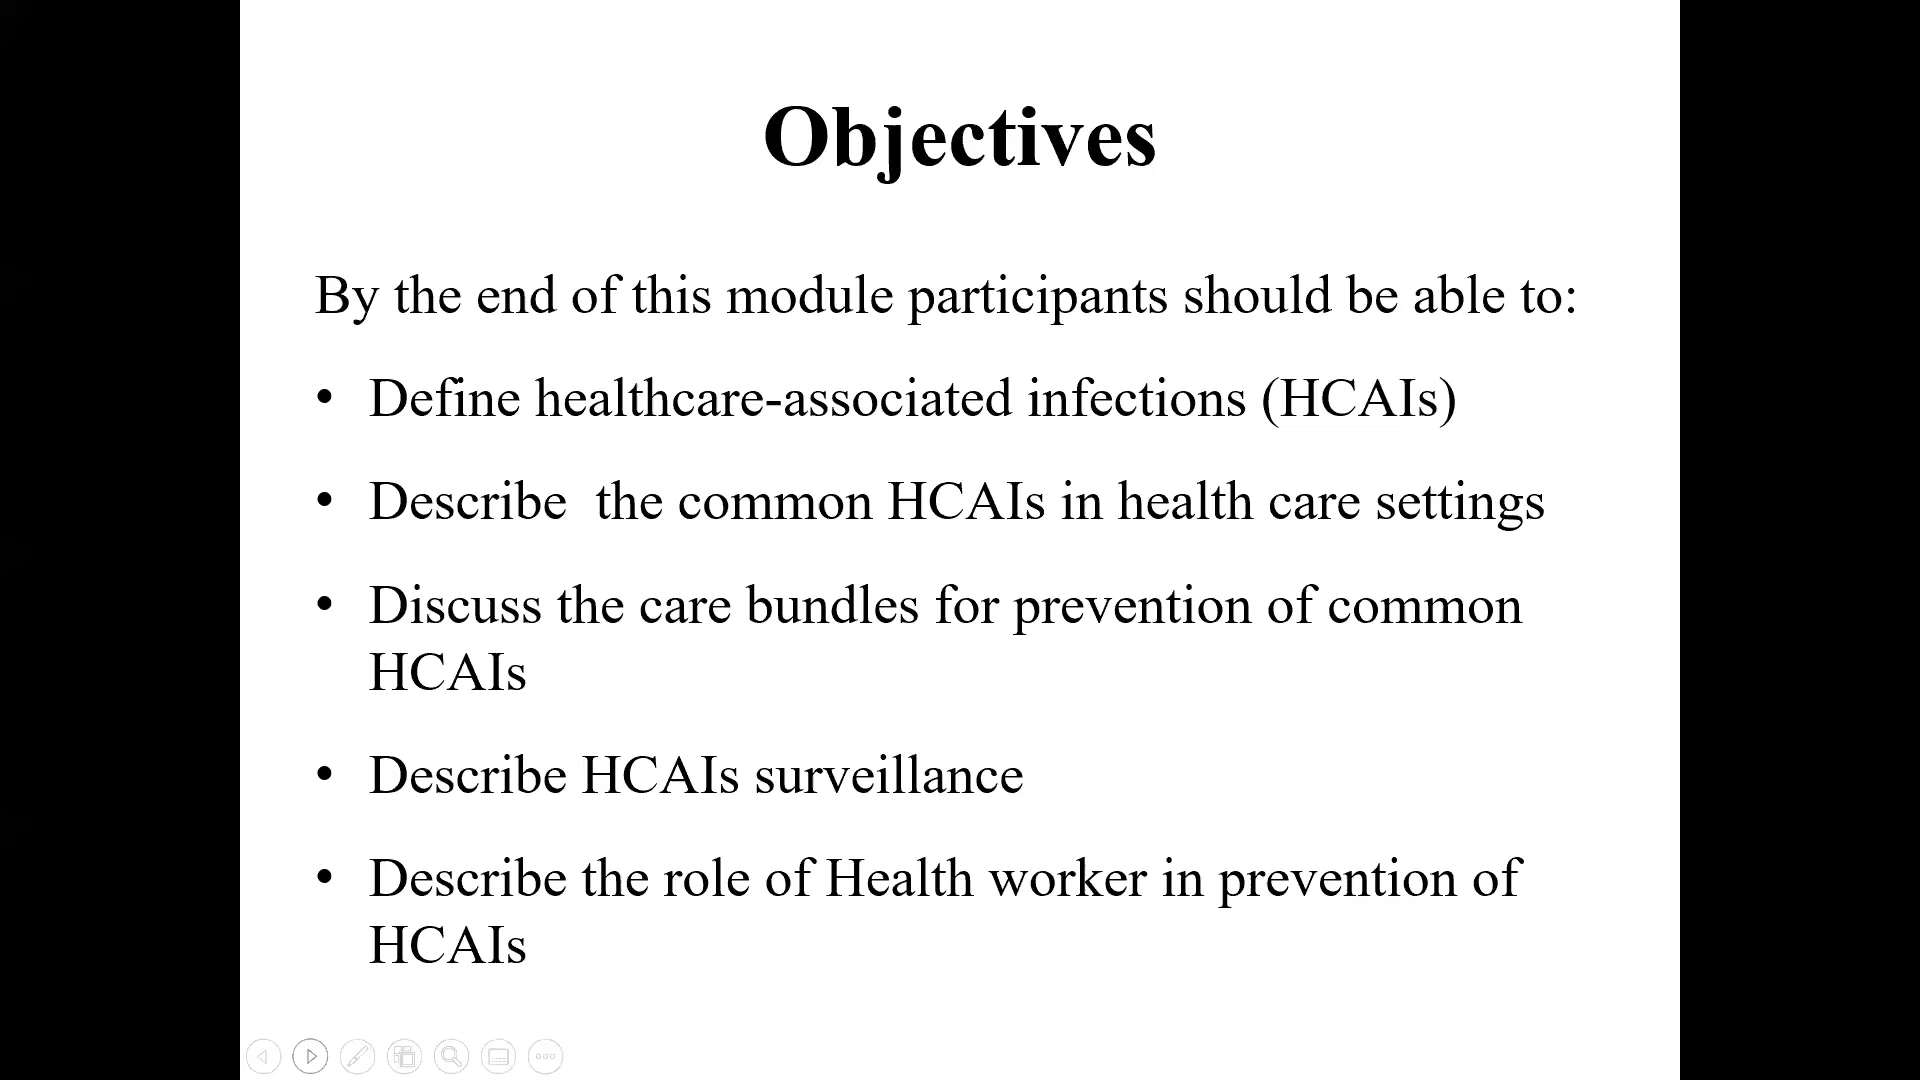 Objectives
By the end of this module participants should be able to:
• Define healthcare-associated infections (HCAIs)
• Describe  the common HCAIs in health care settings
• Discuss the care bundles for prevention of common
HCAIs
• Describe HCAIs surveillance
• Describe the role of Health worker in prevention of
HCAIs